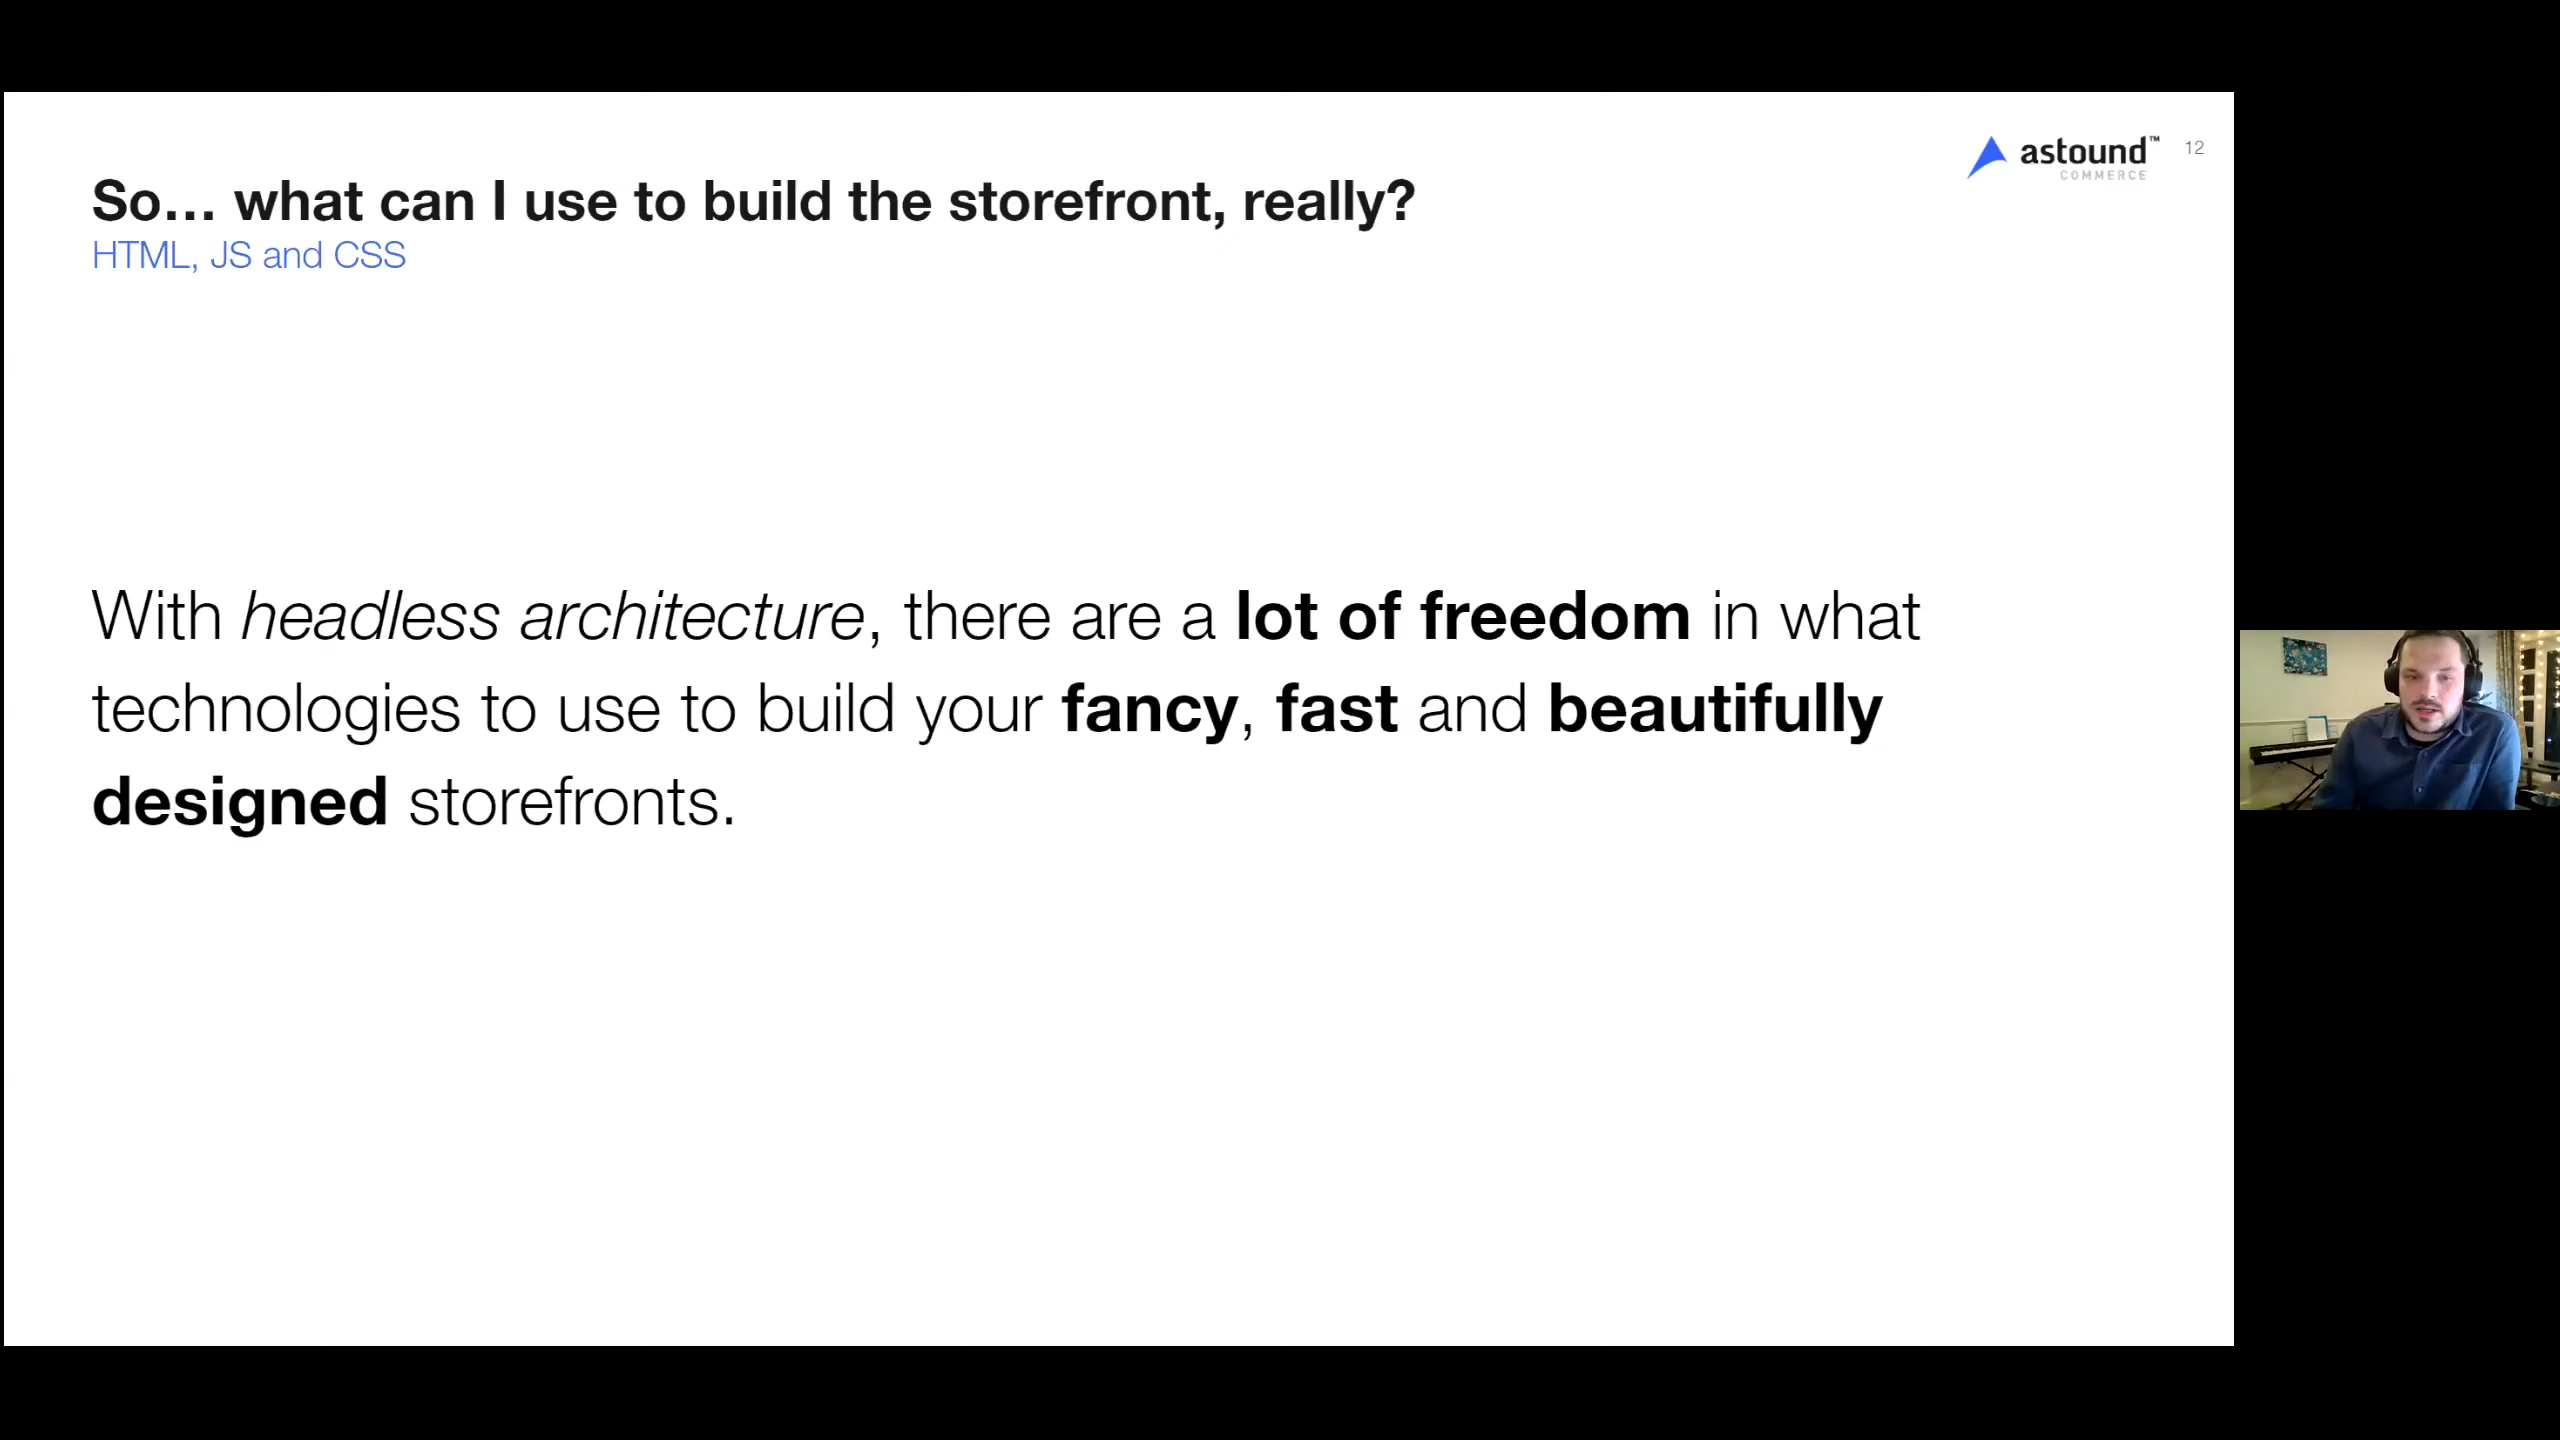 So… what can I use to build the storefront, really?
HTML, JS and CSS
astound™
COMMERCE
12
With headless architecture, there are a lot of freedom in what
technologies to use to build your fancy, fast and beautifully
designed storefronts.